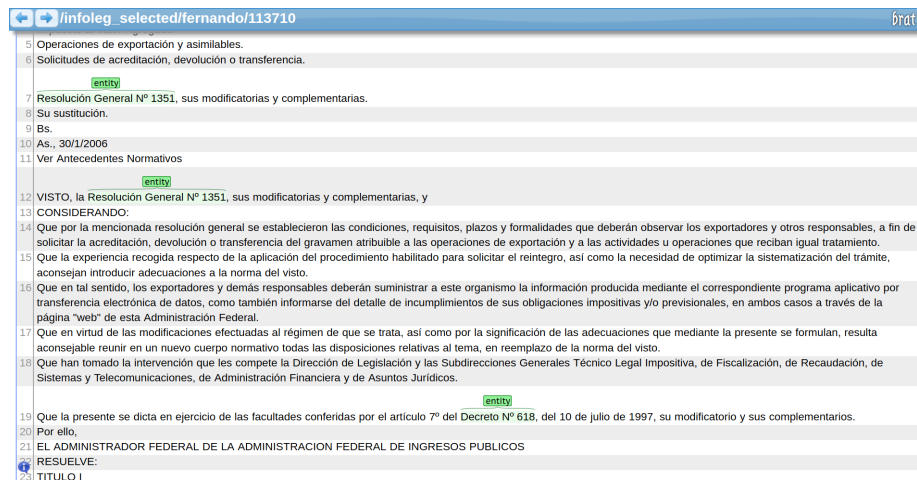 /infoleg_selected/fernando/113710
brat
5 Operaciones de exportación y asimilables.
6 Solicitudes de acreditación, devolución o transferencia.
entity
7 Resolución General Nº 1351, sus modificatorias y complementarias.
8 Su sustitución.
9 Bs.
10 As., 30/1/2006
11 Ver Antecedentes Normativos
entity
12 VISTO, la Resolución General Nº 1351, sus modificatorias y complementarias, y
13 CONSIDERANDO:
14 Que por la mencionada resolución general se establecieron las condiciones, requisitos, plazos y formalidades que deberán observar los exportadores y otros responsables, a fin de
solicitar la acreditación, devolución o transferencia del gravamen atribuible a las operaciones de exportación y a las actividades u operaciones que reciban igual tratamiento.
15 Que la experiencia recogida respecto de la aplicación del procedimiento habilitado para solicitar el reintegro, así como la necesidad de optimizar la sistematización del trámite,
aconsejan introducir adecuaciones a la norma del visto.
16 Que en tal sentido, los exportadores y demás responsables deberán suministrar a este organismo la información producida mediante el correspondiente programa aplicativo por
transferencia electrónica de datos, como también informarse del detalle de incumplimientos de sus obligaciones impositivas y/o previsionales, en ambos casos a través de la
página "web" de esta Administración Federal.
17 Que en virtud de las modificaciones efectuadas al régimen de que se trata, así como por la significación de las adecuaciones que mediante la presente se formulan, resulta
aconsejable reunir en un nuevo cuerpo normativo todas las disposiciones relativas al tema, en reemplazo de la norma del visto.
18 Que han tomado la intervención que les compete la Dirección de Legislación y las Subdirecciones Generales Técnico Legal Impositiva, de Fiscalización, de Recaudación, de
Sistemas y Telecomunicaciones, de Administración Financiera y de Asuntos Jurídicos.
entity
19 Que la presente se dicta en ejercicio de las facultades conferidas por el artículo 7º del Decreto Nº 618, del 10 de julio de 1997, su modificatorio y sus complementarios.
20 Por ello,
21 EL ADMINISTRADOR FEDERAL DE LA ADMINISTRACION FEDERAL DE INGRESOS PUBLICOS
22 RESUELVE:
23 TITULO I